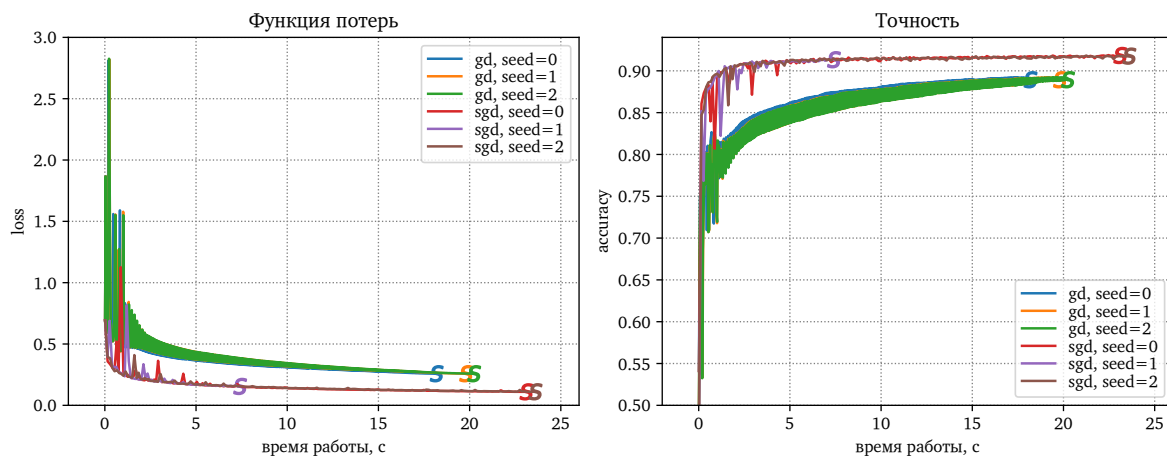 Функция потерь
3.0
2.5
2.0
1.5
1.0
0.5
0.0
loss
0
5
10
15
20
25
время работы, с
gd, seed=0
gd, seed=1
gd, seed=2
sgd, seed=0
sgd, seed=1
sgd, seed=2
S
S
S
S
S
S
Точность
0.90
0.85
0.80
0.75
0.70
0.65
0.60
0.55
0.50
accuracy
0
5
10
15
20
25
время работы, с
gd, seed=0
gd, seed=1
gd, seed=2
sgd, seed=0
sgd, seed=1
sgd, seed=2
S
S
S
S
S
S